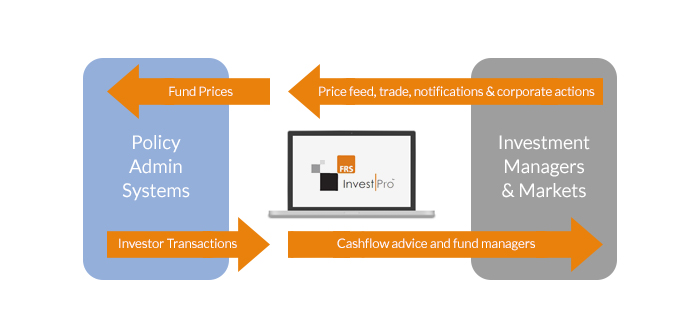 Fund Prices
Price feed, trade, notifications & corporate actions
Policy
Admin
Systems
FRS
Invest|Pro™
Investment
Managers
& Markets
Investor Transactions
Cashflow advice and fund managers